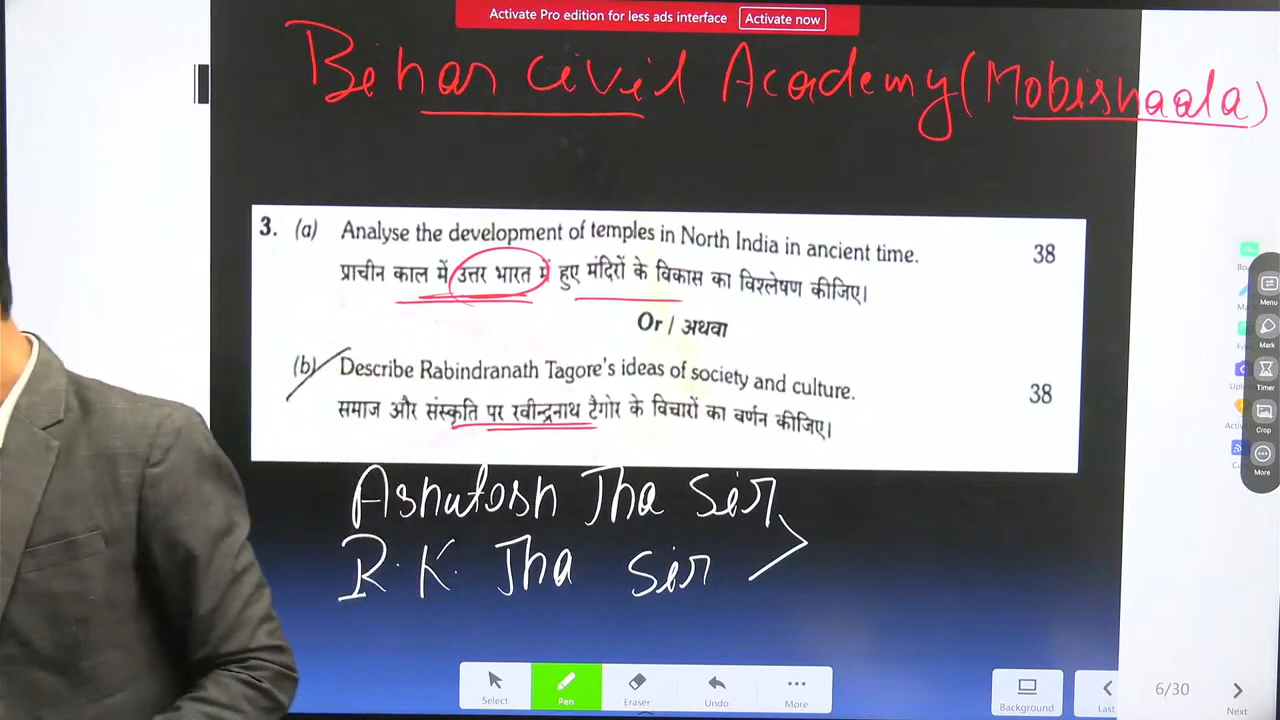 Activate Pro edition for less ads interface Activate now
Bihar civil Academy (Mobishaala)
3. (a) Analyse the development of temples in North India in ancient time. 38
प्राचीन काल में उत्तर भारत में हुए मंदिरों के विकास का विश्लेषण कीजिए।
Or / अथवा
(b) Describe Rabindranath Tagore's ideas of society and culture. 38
समाज और संस्कृति पर रवीन्द्रनाथ टैगोर के विचारों का वर्णन कीजिए।
Ashutosh Jha Sir
R. K. Jha Sir
Menu
Mark
Timer
Crop
More
Select Pen Eraser Undo More Background Last 6/30 Next